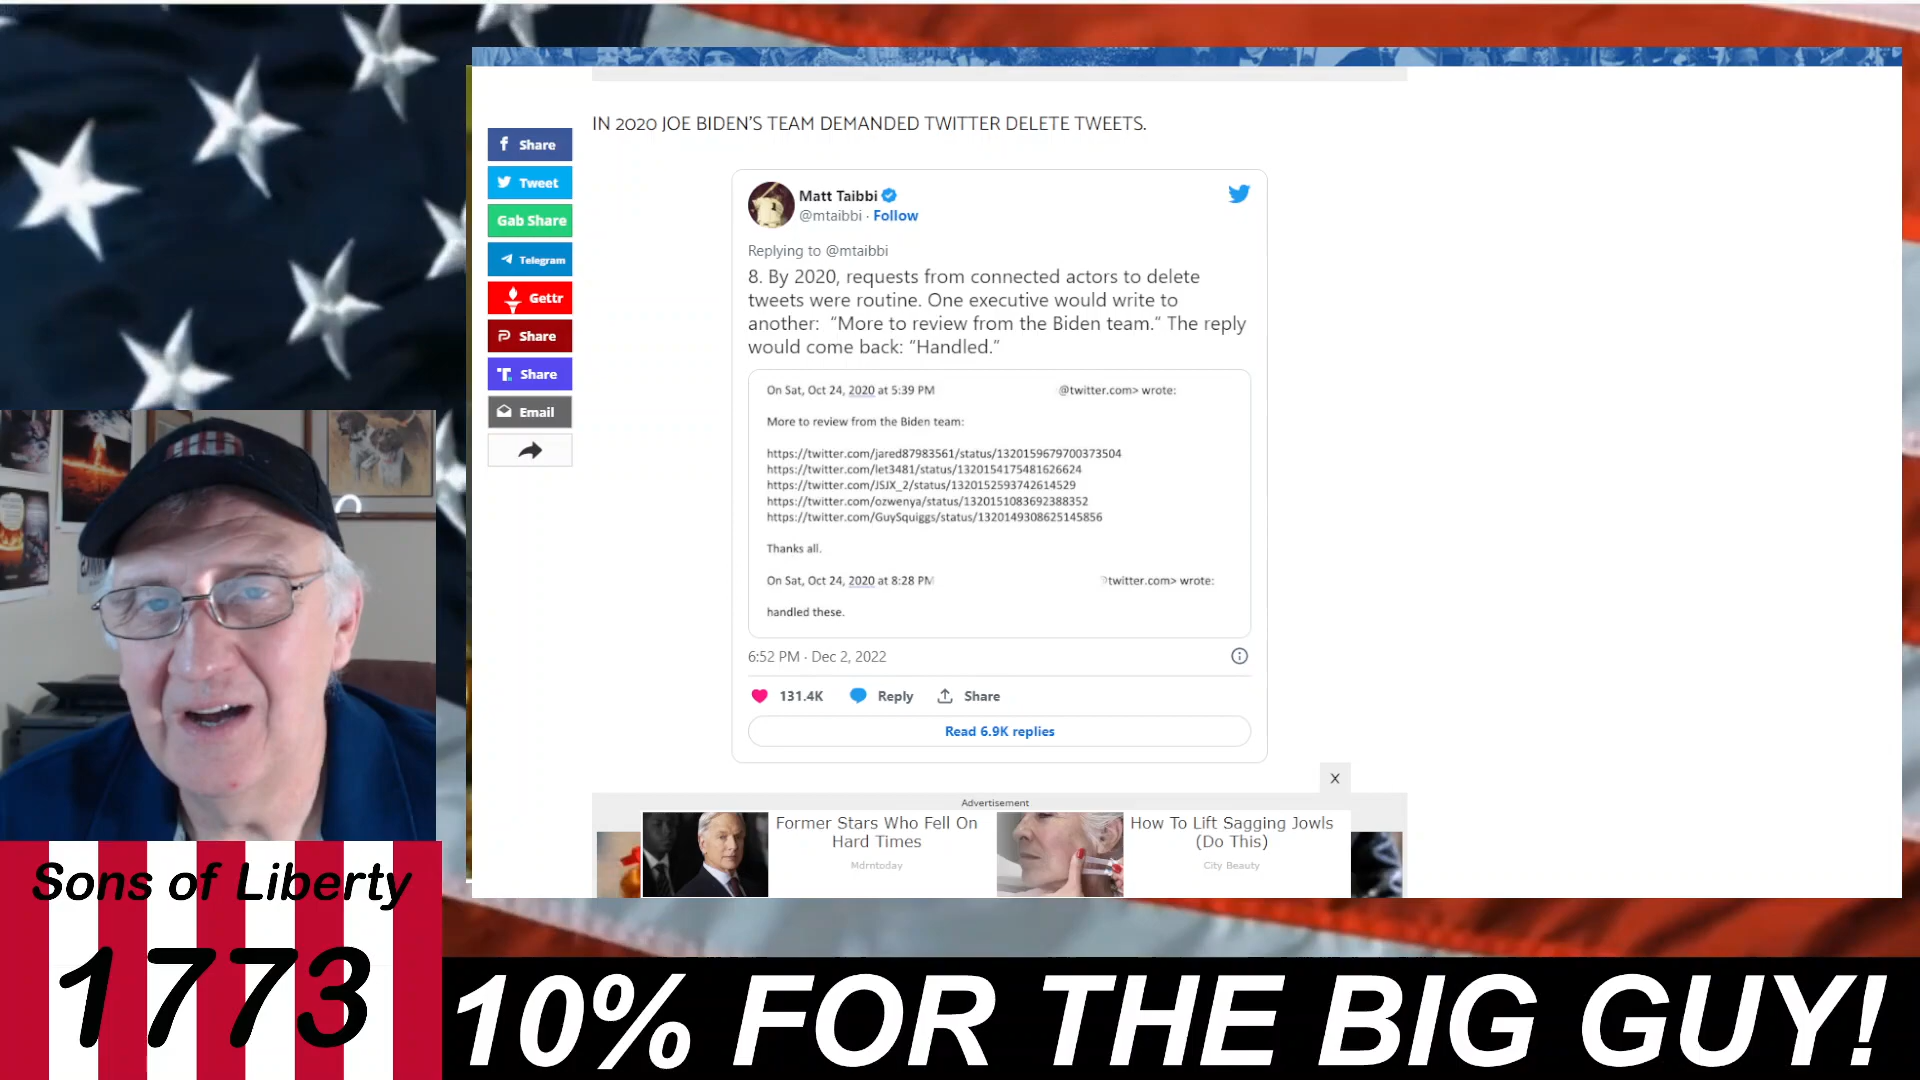 IN 2020 JOE BIDEN'S TEAM DEMANDED TWITTER DELETE TWEETS.
Share
Tweet
Gab Share
Telegram
Gettr
Share
Share
Email
Matt Taibbi
@mtaibbi · Follow
Replying to @mtaibbi
8. By 2020, requests from connected actors to delete
tweets were routine. One executive would write to
another:  “More to review from the Biden team.” The reply
would come back: “Handled.”
On Sat, Oct 24, 2020 at 5:39 PM @twitter.com> wrote:
More to review from the Biden team:
https://twitter.com/jared87983561/status/1320159679700373504
https://twitter.com/let3481/status/1320154175481626624
https://twitter.com/JSJX_2/status/1320152593742614529
https://twitter.com/ozwenya/status/1320151083692388352
https://twitter.com/GuySquiggs/status/1320149308625145856
Thanks all.
On Sat, Oct 24, 2020 at 8:28 PM twitter.com> wrote:
handled these.
6:52 PM · Dec 2, 2022
131.4K Reply Share
Read 6.9K replies
X
Advertisement
Former Stars Who Fell On
Hard Times
Mdrntoday
How To Lift Sagging Jowls
(Do This)
City Beauty
Sons of Liberty
1773
10% FOR THE BIG GUY!